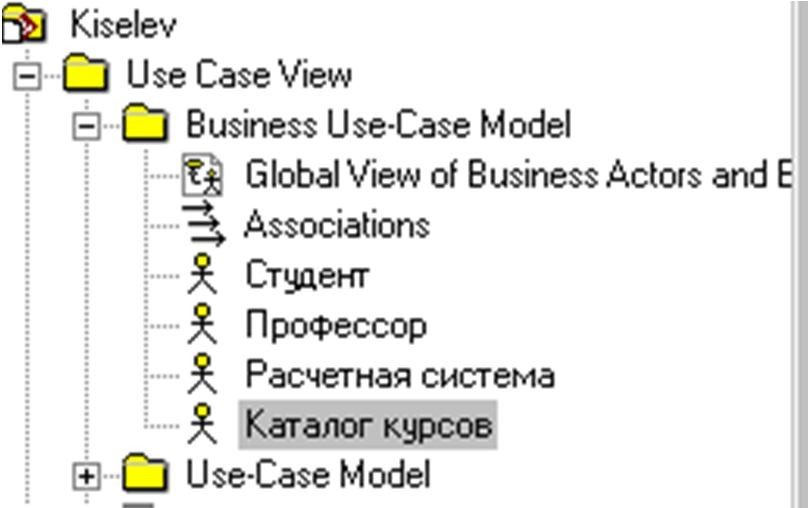 Kiselev
Use Case View
Business Use-Case Model
Global View of Business Actors and
Associations
Студент
Профессор
Расчетная система
Каталог курсов
Use-Case Model